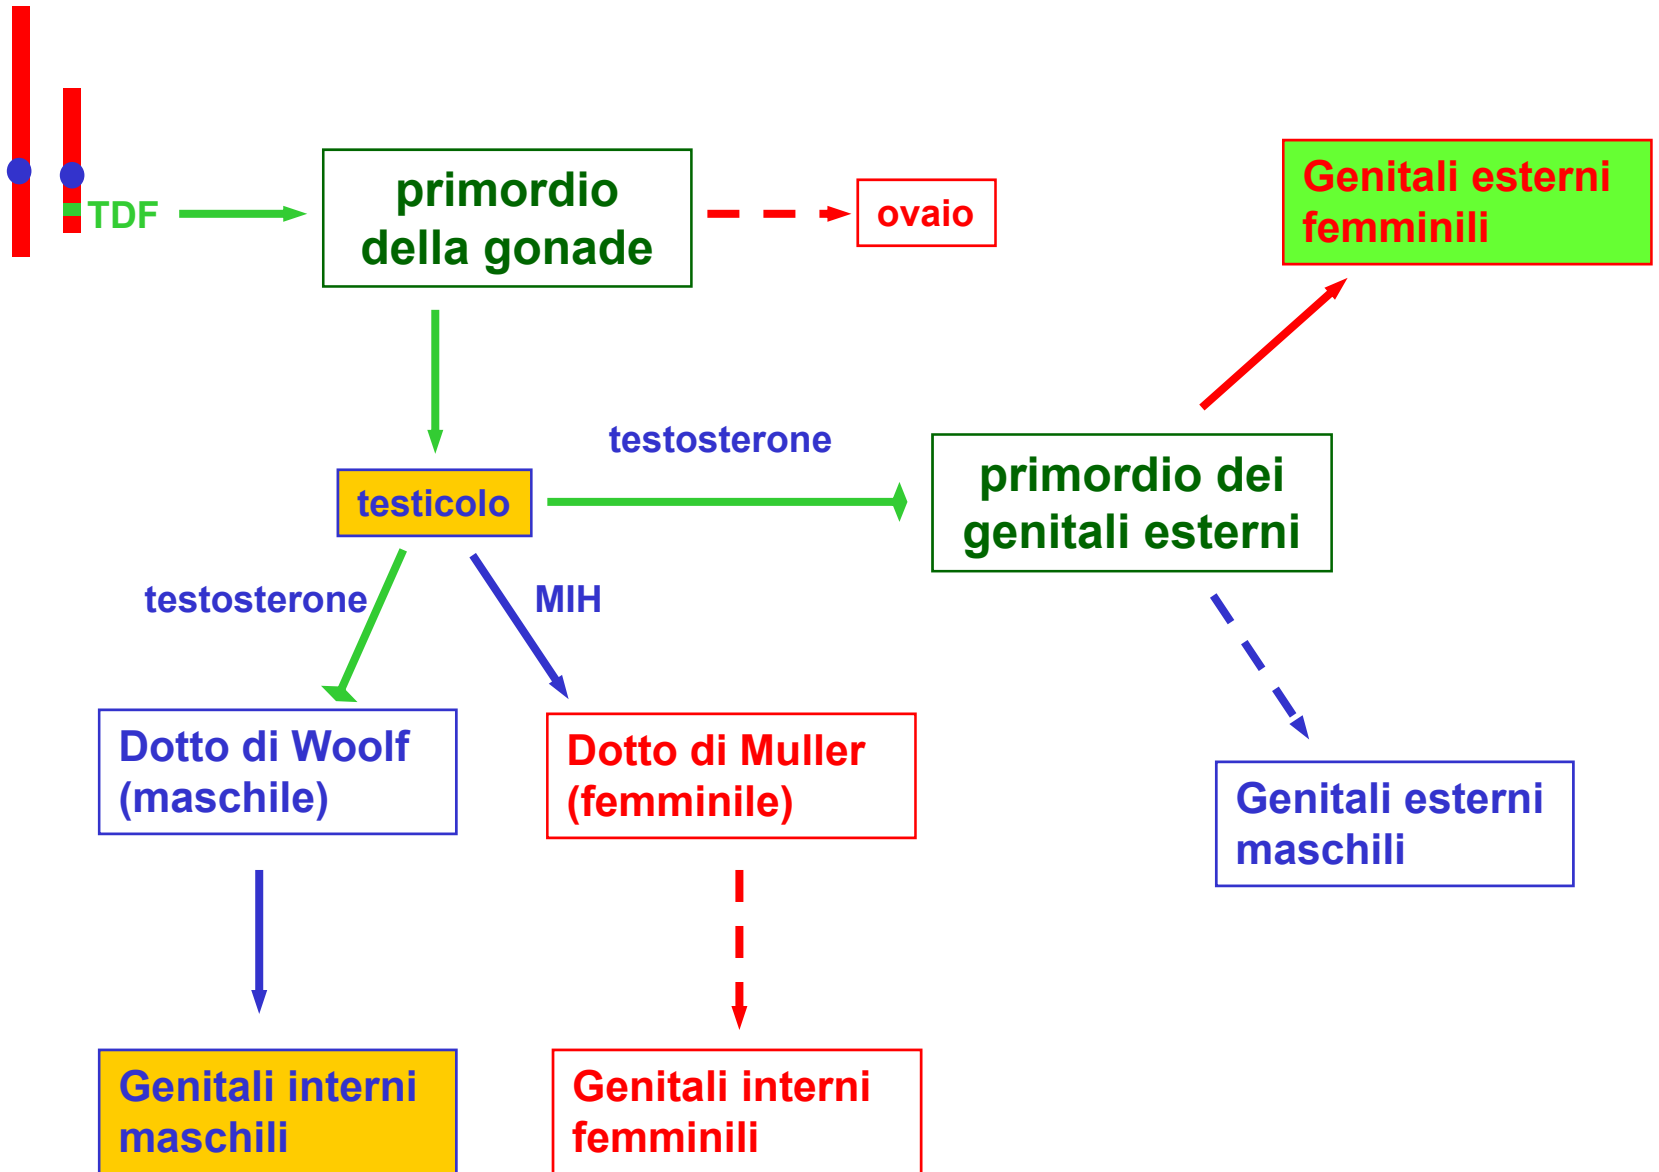 TDF
primordio
della gonade
ovaio
Genitali esterni
femminili
testosterone
testicolo
primordio dei
genitali esterni
testosterone
MIH
Dotto di Woolf
(maschile)
Dotto di Muller
(femminile)
Genitali esterni
maschili
Genitali interni
maschili
Genitali interni
femminili